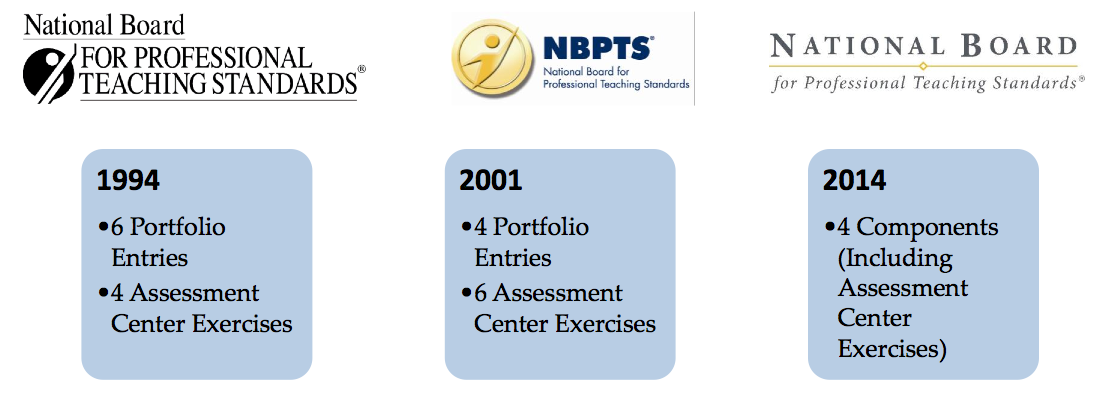 National Board
FOR PROFESSIONAL
TEACHING STANDARDS®
NBPTS®
National Board for
Professional Teaching Standards
NATIONAL BOARD
for Professional Teaching Standards®
1994
•6 Portfolio
Entries
•4 Assessment
Center Exercises
2001
•4 Portfolio
Entries
•6 Assessment
Center Exercises
2014
•4 Components
(Including
Assessment
Center
Exercises)